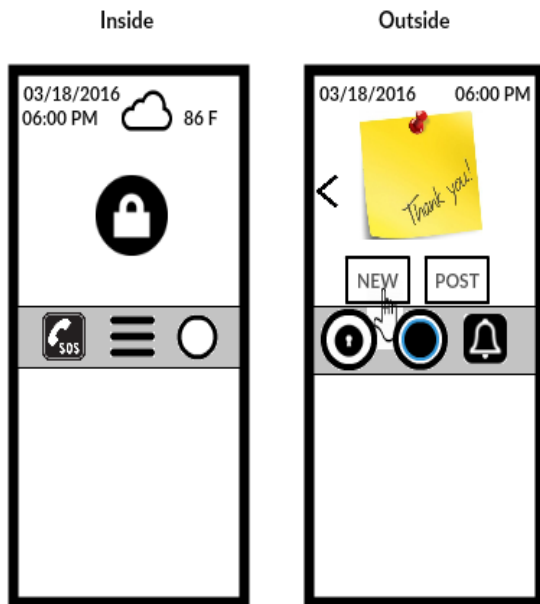 Inside
03/18/2016
06:00 PM
86 F
SOS
Outside
03/18/2016 06:00 PM
Thank you!
NEW POST